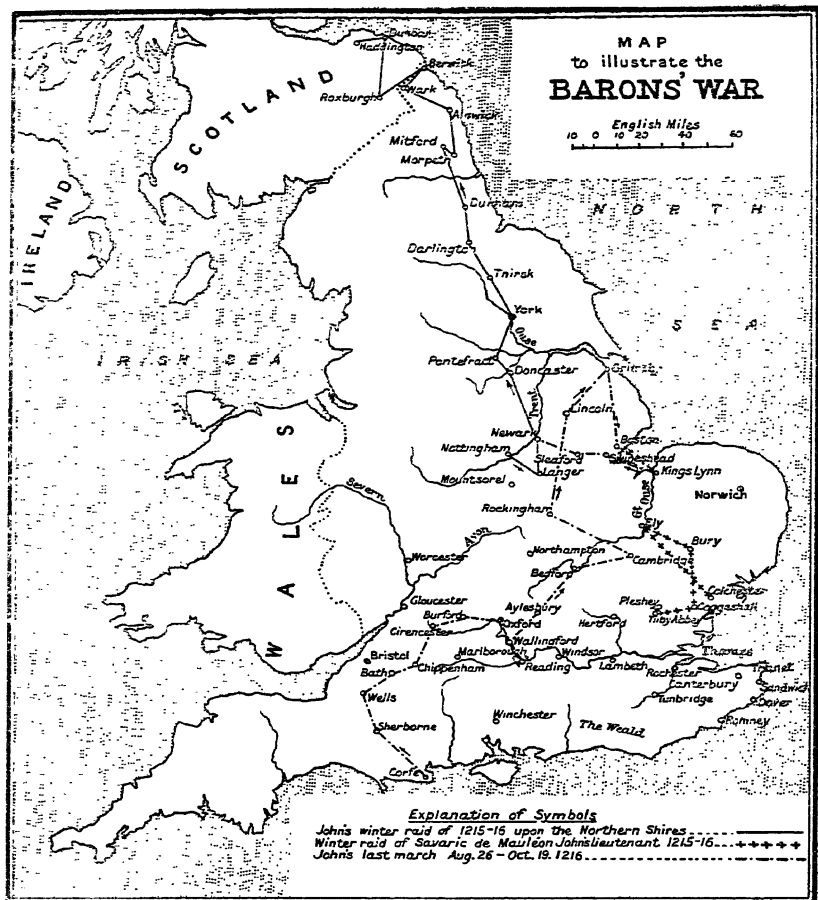 MAP
to illustrate the
BARONS' WAR
English Miles
10 0 10 20 40 60
Dunbar
Haddington
Berwick
Wark
Roxburgh
Alnwick
SCOTLAND
Mitford
Morpeth
IRELAND
NORTH
Durham
Darlington
Thirsk
York
Ouse
SEA
IRISH SEA
Pontefract
Doncaster
Grimsby
Trent
Lincoln
Newark
Boston
Nottingham
Sleaford
Swineshead
Langer
Kings Lynn
Mountsorel
Norwich
Severn
Rockingham
Gt Ouse
Ely
WALES
Avon
Bury
Worcester
Northampton
Cambridge
Bedford
Colchester
Gloucester
Aylesbury
Pleshey
Coggeshall
Burford
Oxford
Hertford
Tilty Abbey
Cirencester
Wallingford
Thames
Bristol
Marlborough
Windsor
Bath
Chippenham
Reading
Lambeth
Rochester
Thanet
Canterbury
Sandwich
Wells
Tunbridge
Dover
Winchester
The Weald
Romney
Sherborne
Corfe
Explanation of Symbols
John's winter raid of 1215-16 upon the Northern Shires
Winter raid of Savaric de Mauléon John's lieutenant 1215-16
John's last march Aug. 26 - Oct. 19. 1216